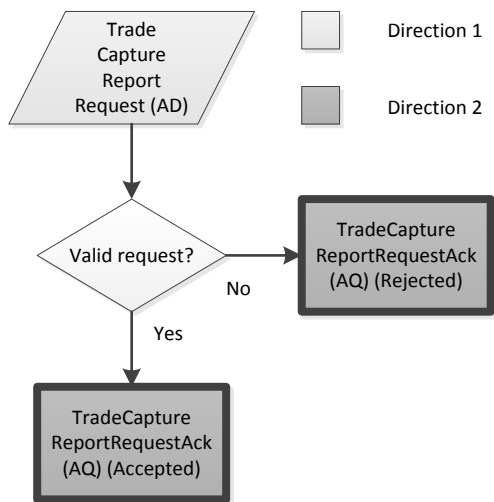 Trade
Capture
Report
Request (AD)
Direction 1
Direction 2
Valid request?
No
TradeCapture
ReportRequestAck
(AQ) (Rejected)
Yes
TradeCapture
ReportRequestAck
(AQ) (Accepted)